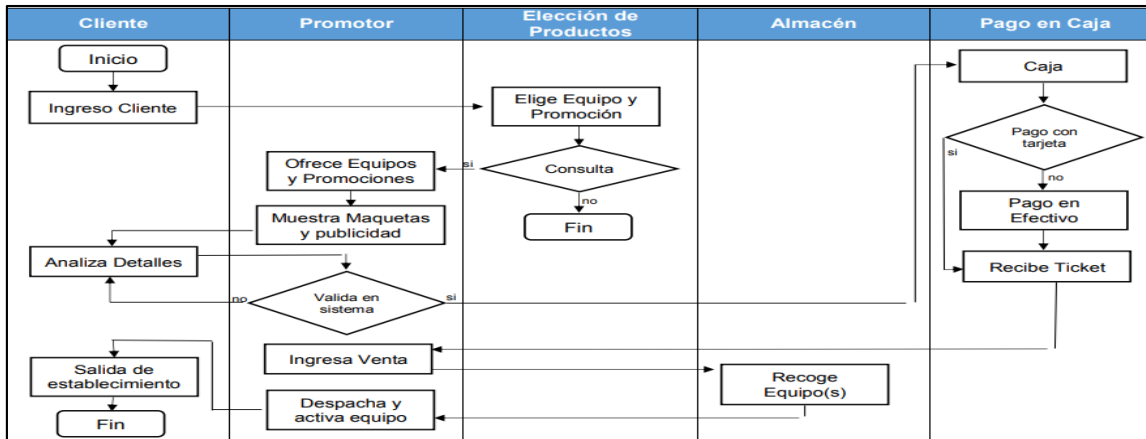 Cliente
Promotor
Elección de
Productos
Almacén
Pago en Caja
Inicio
Ingreso Cliente
Elige Equipo y
Promoción
Caja
Ofrece Equipos
y Promociones
si
Consulta
no
Fin
Pago con
tarjeta
si
no
Pago en
Efectivo
Muestra Maquetas
y publicidad
Analiza Detalles
Recibe Ticket
no
Valida en
sistema
si
Ingresa Venta
Recoge
Equipo(s)
Salida de
establecimiento
Despacha y
activa equipo
Fin